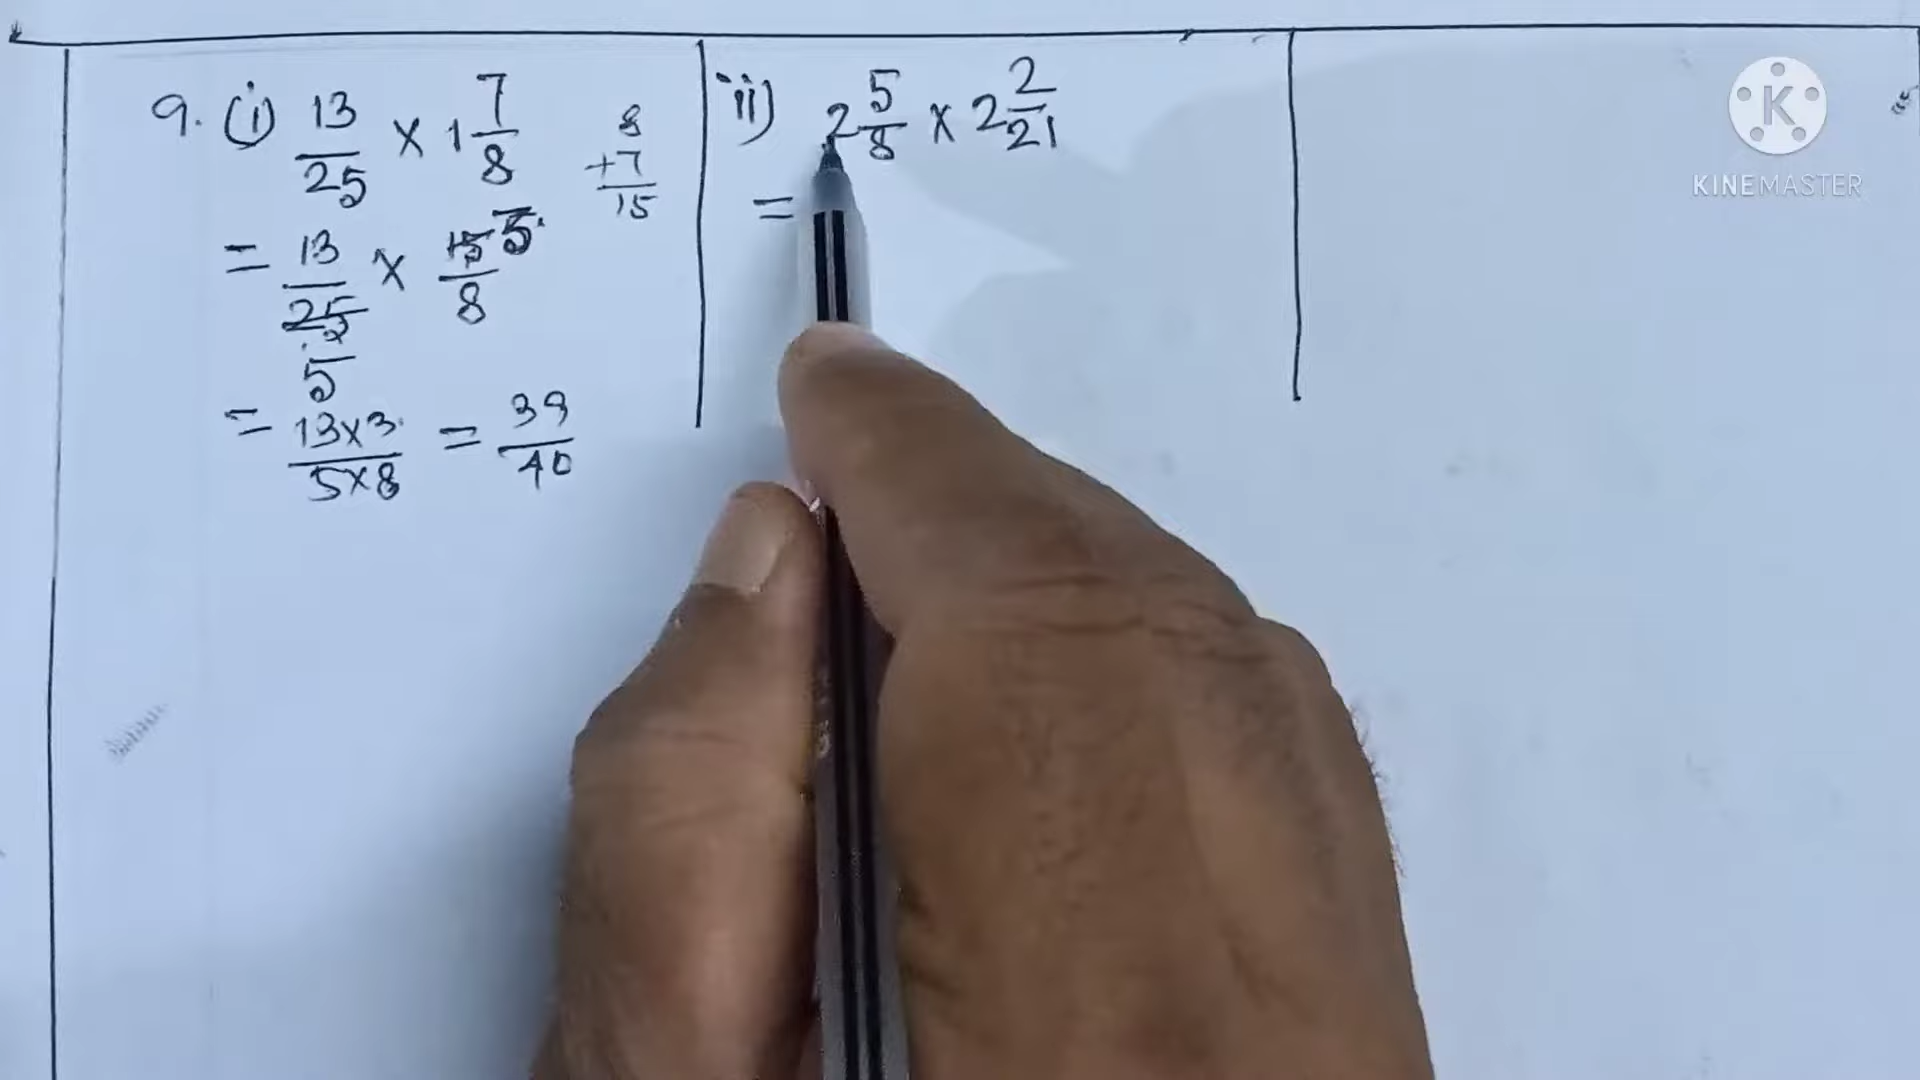 9. (i) 13/25 × 1 7/8
8
+7
15
= 13/25 × 15/8 5
5
= 13×3/5×8 = 39/40
ii) 2 5/8 × 2 2/21
=
K
KINEMASTER